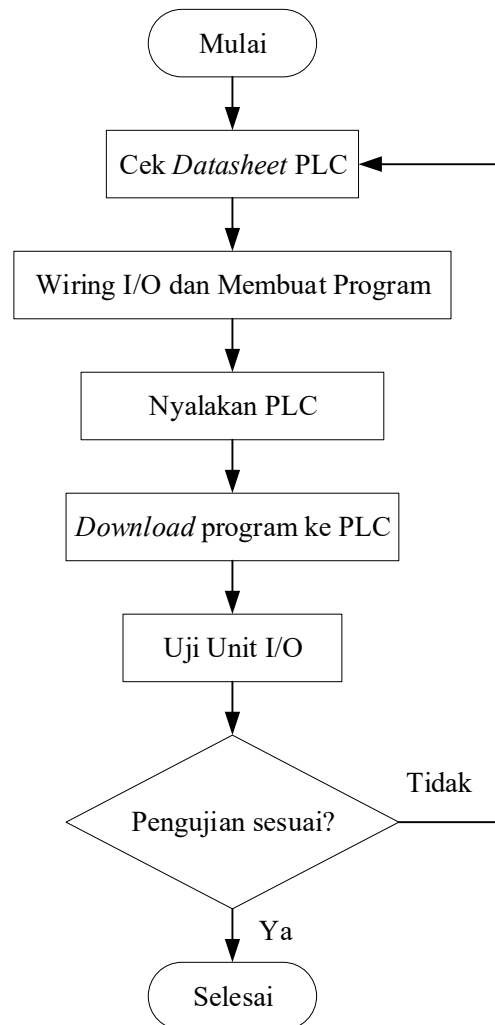 Mulai
Cek Datasheet PLC
Wiring I/O dan Membuat Program
Nyalakan PLC
Download program ke PLC
Uji Unit I/O
Tidak
Pengujian sesuai?
Ya
Selesai